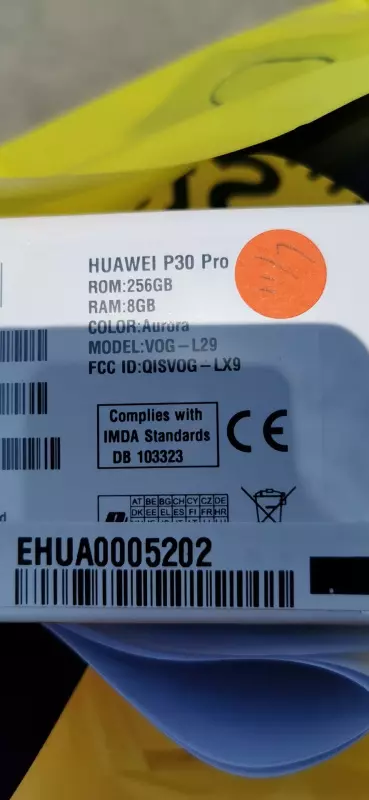 HUAWEI P30 Pro
ROM:256GB
RAM:8GB
COLOR:Aurora
MODEL:VOG-L29
FCC ID:QISVOG-LX9
Complies with
IMDA Standards
DB 103323
CE
AT BE BG CH CY CZ DE
DK EE EL ES FI FR HR
EHUA0005202